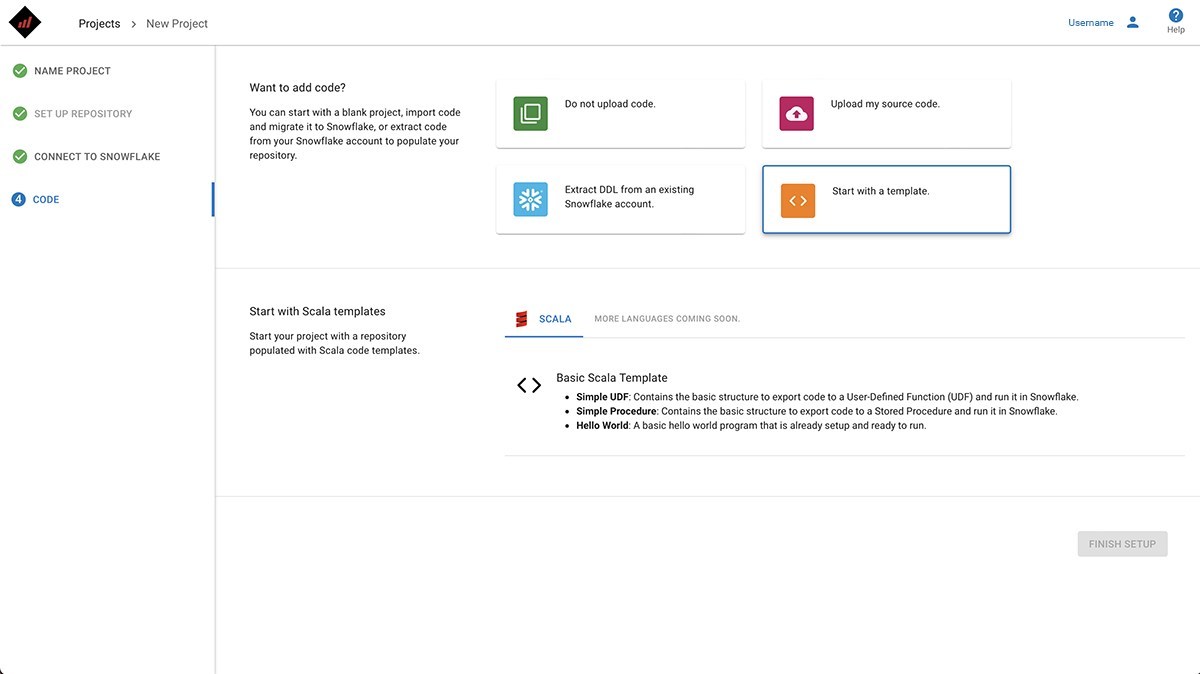 Projects > New Project
Username
Help
NAME PROJECT
SET UP REPOSITORY
CONNECT TO SNOWFLAKE
4 CODE
Want to add code?
You can start with a blank project, import code
and migrate it to Snowflake, or extract code
from your Snowflake account to populate your
repository.
Do not upload code.
Upload my source code.
Extract DDL from an existing
Snowflake account.
Start with a template.
Start with Scala templates
Start your project with a repository
populated with Scala code templates.
SCALA
MORE LANGUAGES COMING SOON.
Basic Scala Template
• Simple UDF: Contains the basic structure to export code to a User-Defined Function (UDF) and run it in Snowflake.
• Simple Procedure: Contains the basic structure to export code to a Stored Procedure and run it in Snowflake.
• Hello World: A basic hello world program that is already setup and ready to run.
FINISH SETUP